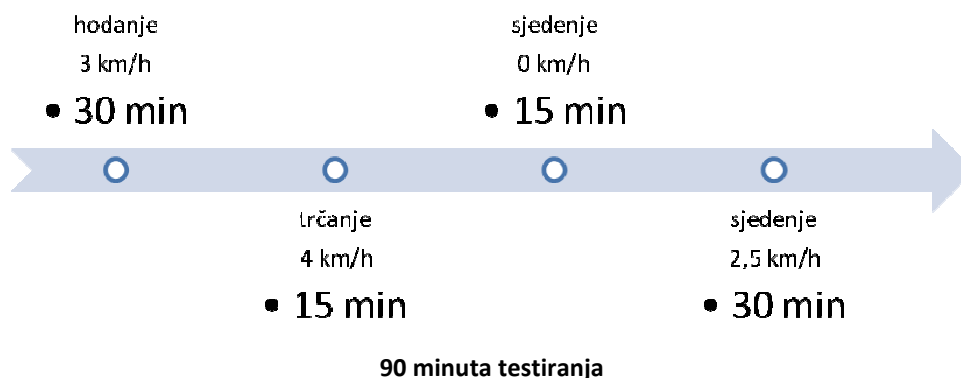 hodanje
3 km/h
• 30 min
trčanje
4 km/h
• 15 min
sjedenje
0 km/h
• 15 min
sjedenje
2,5 km/h
• 30 min
90 minuta testiranja